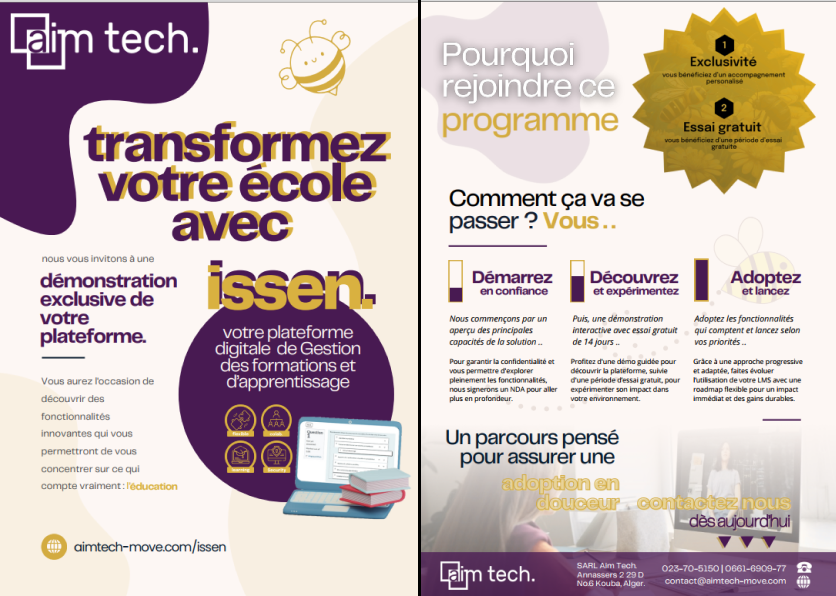 aim tech.
transformez
votre école
avec
issen.
nous vous invitons à une
démonstration
exclusive de
votre
plateforme.
votre plateforme
digitale de Gestion
des formations et
d'apprentissage
Vous aurez l'occasion de
découvrir des
fonctionnalités
innovantes qui vous
permettront de vous
concentrer sur ce qui
compte vraiment : l'éducation
aimtech-move.com/issen
Pourquoi
rejoindre ce
programme
1
Exclusivité
vous bénéficiez d'un accompagnement
personalisé
2
Essai gratuit
vous bénéficiez d'une période d'essai
gratuite
Comment ça va se
passer ? Vous ..
Démarrez
en confiance
Nous commençons par un
aperçu des principales
capacités de la solution ..
Pour garantir la confidentialité et
vous permettre d'explorer
pleinement les fonctionnalités,
nous signerons un NDA pour aller
plus en profondeur.
Découvrez
et expérimentez
Puis, une démonstration
interactive avec essai gratuit
de 14 jours ..
Profitez d'une démo guidée pour
découvrir la plateforme, suivie
d'une période d'essai gratuit, pour
expérimenter son impact dans
votre environnement.
Adoptez
et lancez
Adoptez les fonctionnalités
qui comptent et lancez selon
vos priorités ..
Grâce à une approche progressive
et adaptée, faites évoluer
l'utilisation de votre LMS avec une
roadmap flexible pour un impact
immédiat et des gains durables.
Un parcours pensé
pour assurer une
adoption en
douceur
contactez nous
dès aujourd'hui
aim tech.
SARL Aim Tech.
Annassers 2 29 D
No.6 Kouba, Alger.
023-70-5150 | 0661-6909-77
contact@aimtech-move.com